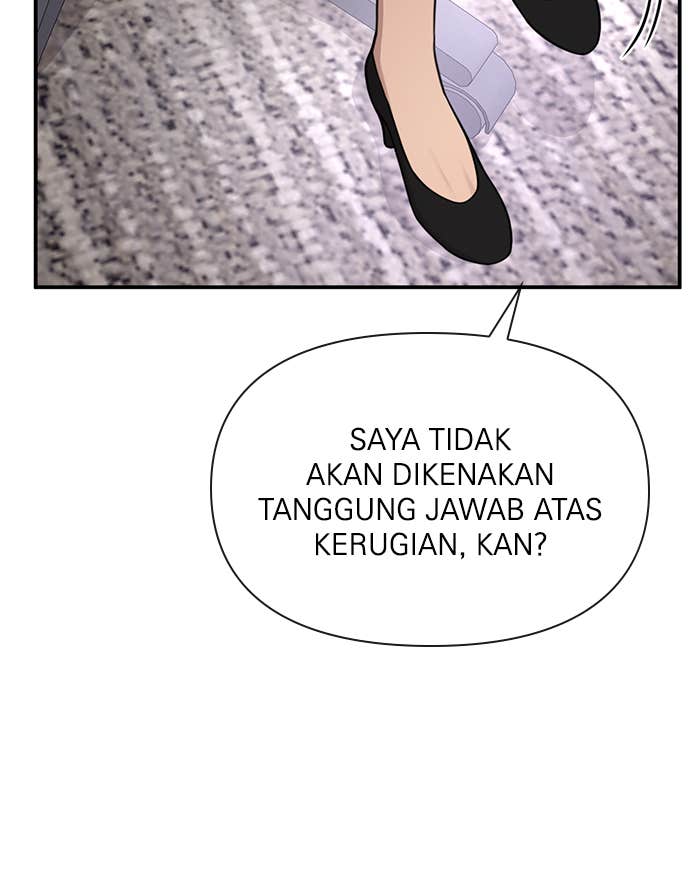 SAYA TIDAK
AKAN DIKENAKAN
TANGGUNG JAWAB ATAS
KERUGIAN, KAN?